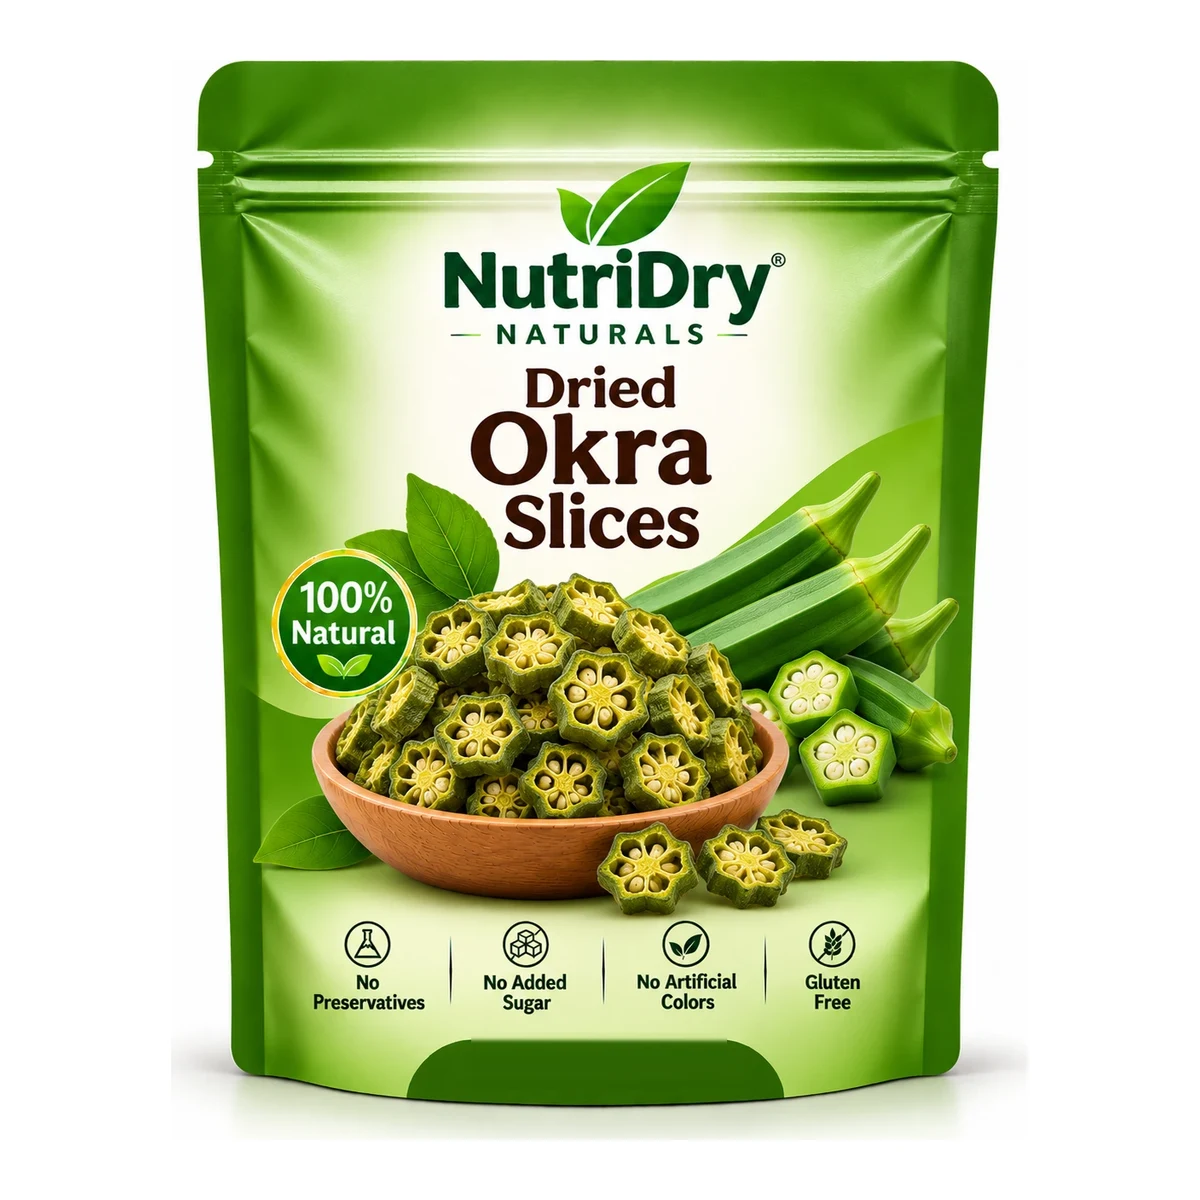 NutriDry®
NATURALS
Dried
Okra
Slices
100%
Natural
No
Preservatives
No Added
Sugar
No Artificial
Colors
Gluten
Free